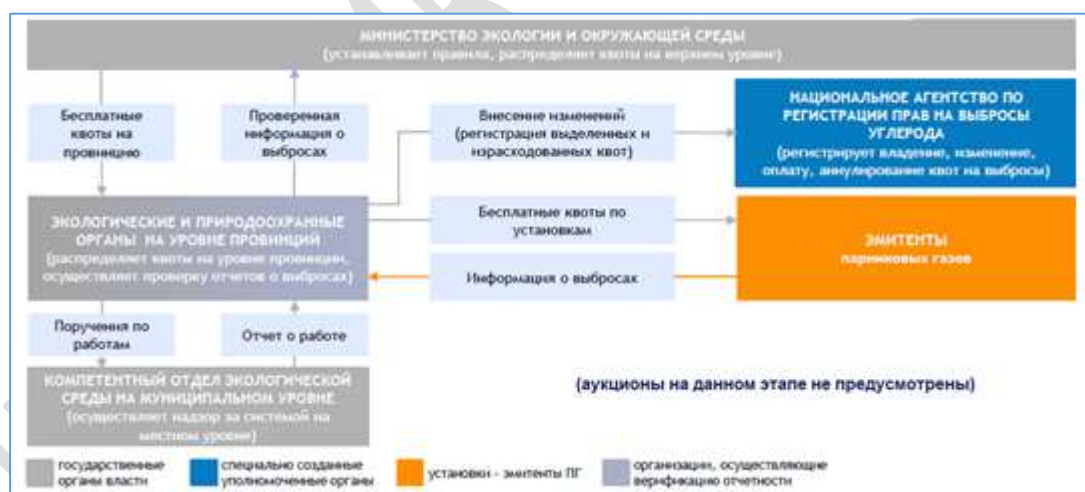 МИНИСТЕРСТВО ЭКОЛОГИИ И ОКРУЖАЮЩЕЙ СРЕДЫ
(устанавливает правила, распределяет квоты на верхнем уровне)
Бесплатные
квоты на
провинцию
Проверенная
информация о
выбросах
Внесение изменений
(регистрация выделенных и
израсходованных квот)
НАЦИОНАЛЬНОЕ АГЕНТСТВО ПО
РЕГИСТРАЦИИ ПРАВ НА ВЫБРОСЫ
УГЛЕРОДА
(регистрирует владение, изменение,
оплату, аннулирование квот на выбросы)
ЭКОЛОГИЧЕСКИЕ И ПРИРОДООХРАННЫЕ
ОРГАНЫ НА УРОВНЕ ПРОВИНЦИЙ
(распределяет квоты на уровне провинции,
осуществляет проверку отчетов о выбросах)
Бесплатные квоты по
установкам
ЭМИТЕНТЫ
парниковых газов
Информация о выбросах
Поручения по
работам
Отчет о работе
КОМПЕТЕНТНЫЙ ОТДЕЛ ЭКОЛОГИЧЕСКОЙ
СРЕДЫ НА МУНИЦИПАЛЬНОМ УРОВНЕ
(осуществляет надзор за системой на
местном уровне)
(аукционы на данном этапе не предусмотрены)
государственные
органы власти
специально созданные
уполномоченные органы
установки - эмитенты ПГ
организации, осуществляющие
верификацию отчетности